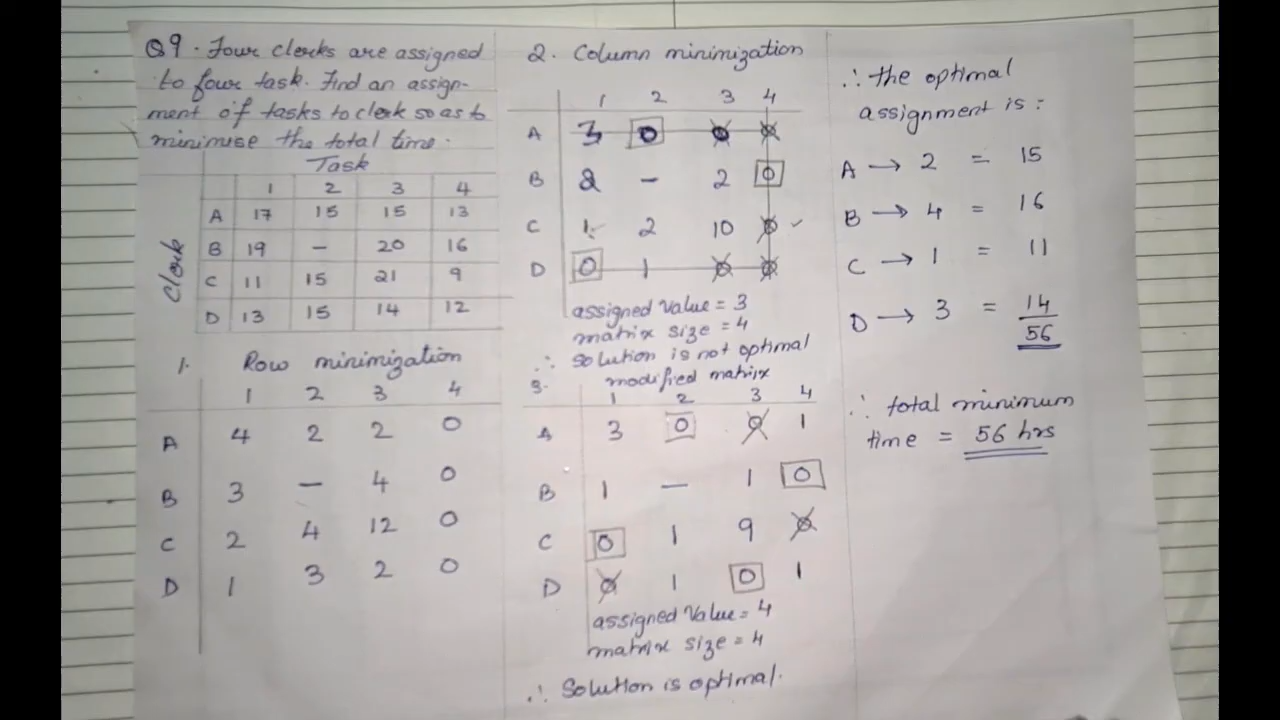 Q9. Four clerks are assigned
to four task. Find an assign-
ment of tasks to clerk so as to
minimise the total time.
Task
1 2 3 4
A 17 15 15 13
B 19 - 20 16
C 11 15 21 9
D 13 15 14 12
Clerk
1. Row minimization
1 2 3 4
A 4 2 2 0
B 3 - 4 0
C 2 4 12 0
D 1 3 2 0
2. Column minimization
1 2 3 4
A 3 0 0 0
B 2 - 2 0
C 1 2 10 0 ✓
D 0 1 0 0
assigned value = 3
matrix size = 4
∴ Solution is not optimal
3. modified matrix
1 2 3 4
A 3 0 0 1
B 1 - 1 0
C 0 1 9 0
D 0 1 0 1
assigned value = 4
matrix size = 4
∴ Solution is optimal.
∴ the optimal
assignment is :
A → 2 = 15
B → 4 = 16
C → 1 = 11
D → 3 = 14
56
∴ total minimum
time = 56 hrs